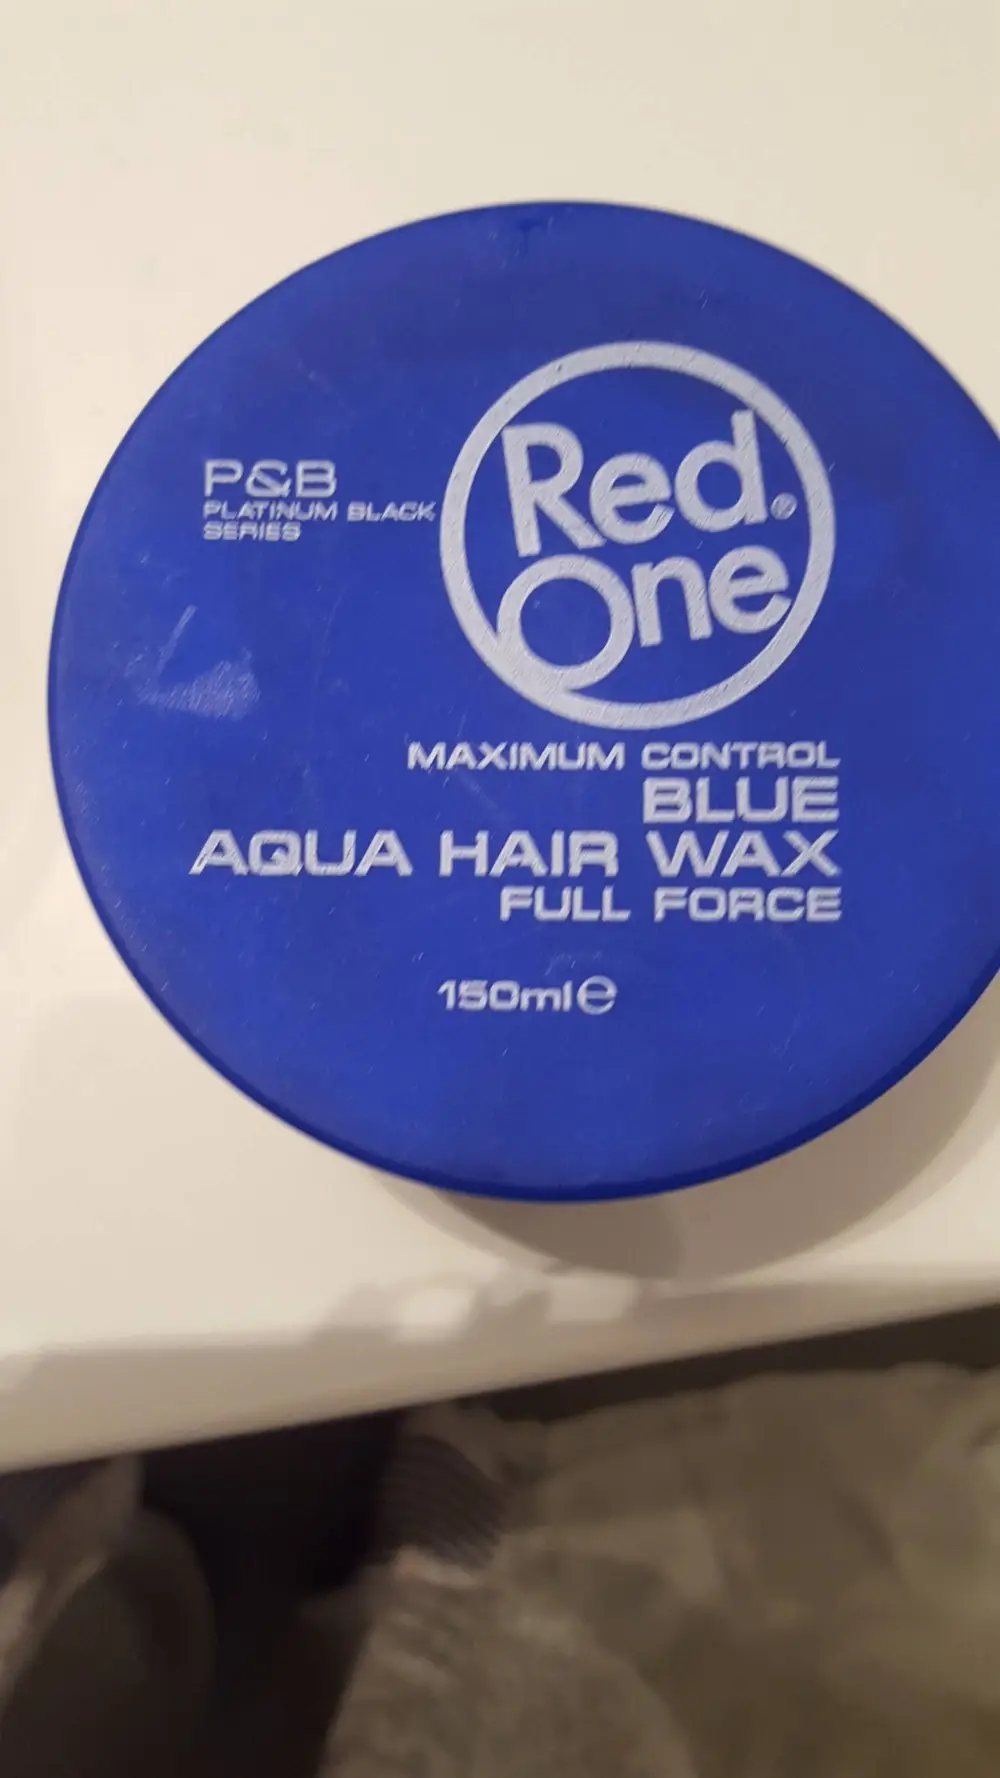 P&B
PLATINUM BLACK
SERIES
Red®
One
MAXIMUM CONTROL
BLUE
AQUA HAIR WAX
FULL FORCE
150ml e